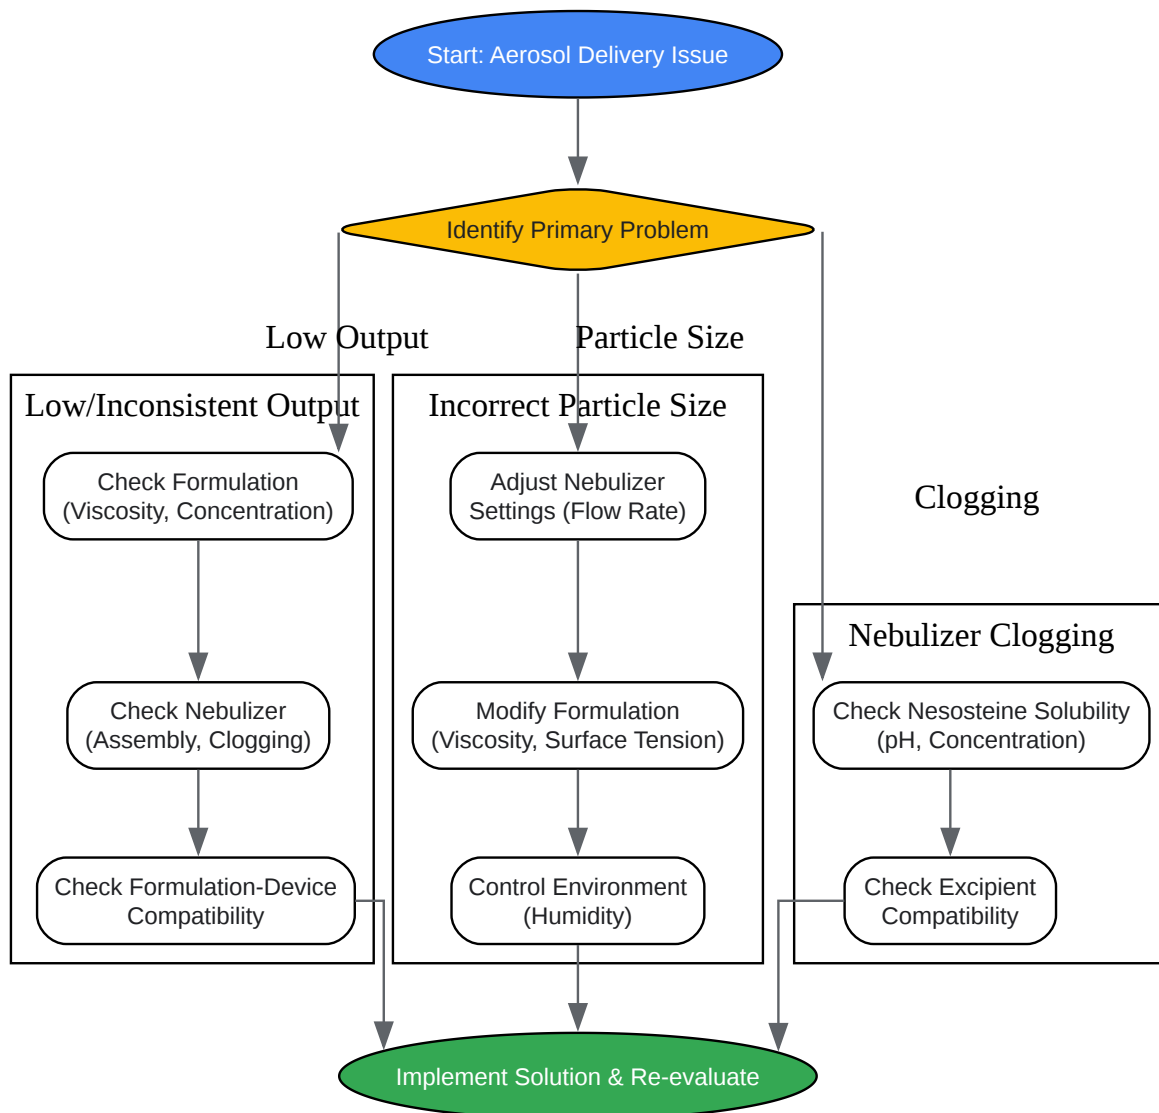 Start: Aerosol Delivery Issue
Identify Primary Problem
Low Output
Particle Size
Clogging
Low/Inconsistent Output
Check Formulation
(Viscosity, Concentration)
Check Nebulizer
(Assembly, Clogging)
Check Formulation-Device
Compatibility
Incorrect Particle Size
Adjust Nebulizer
Settings (Flow Rate)
Modify Formulation
(Viscosity, Surface Tension)
Control Environment
(Humidity)
Nebulizer Clogging
Check Nesosteine Solubility
(pH, Concentration)
Check Excipient
Compatibility
Implement Solution & Re-evaluate